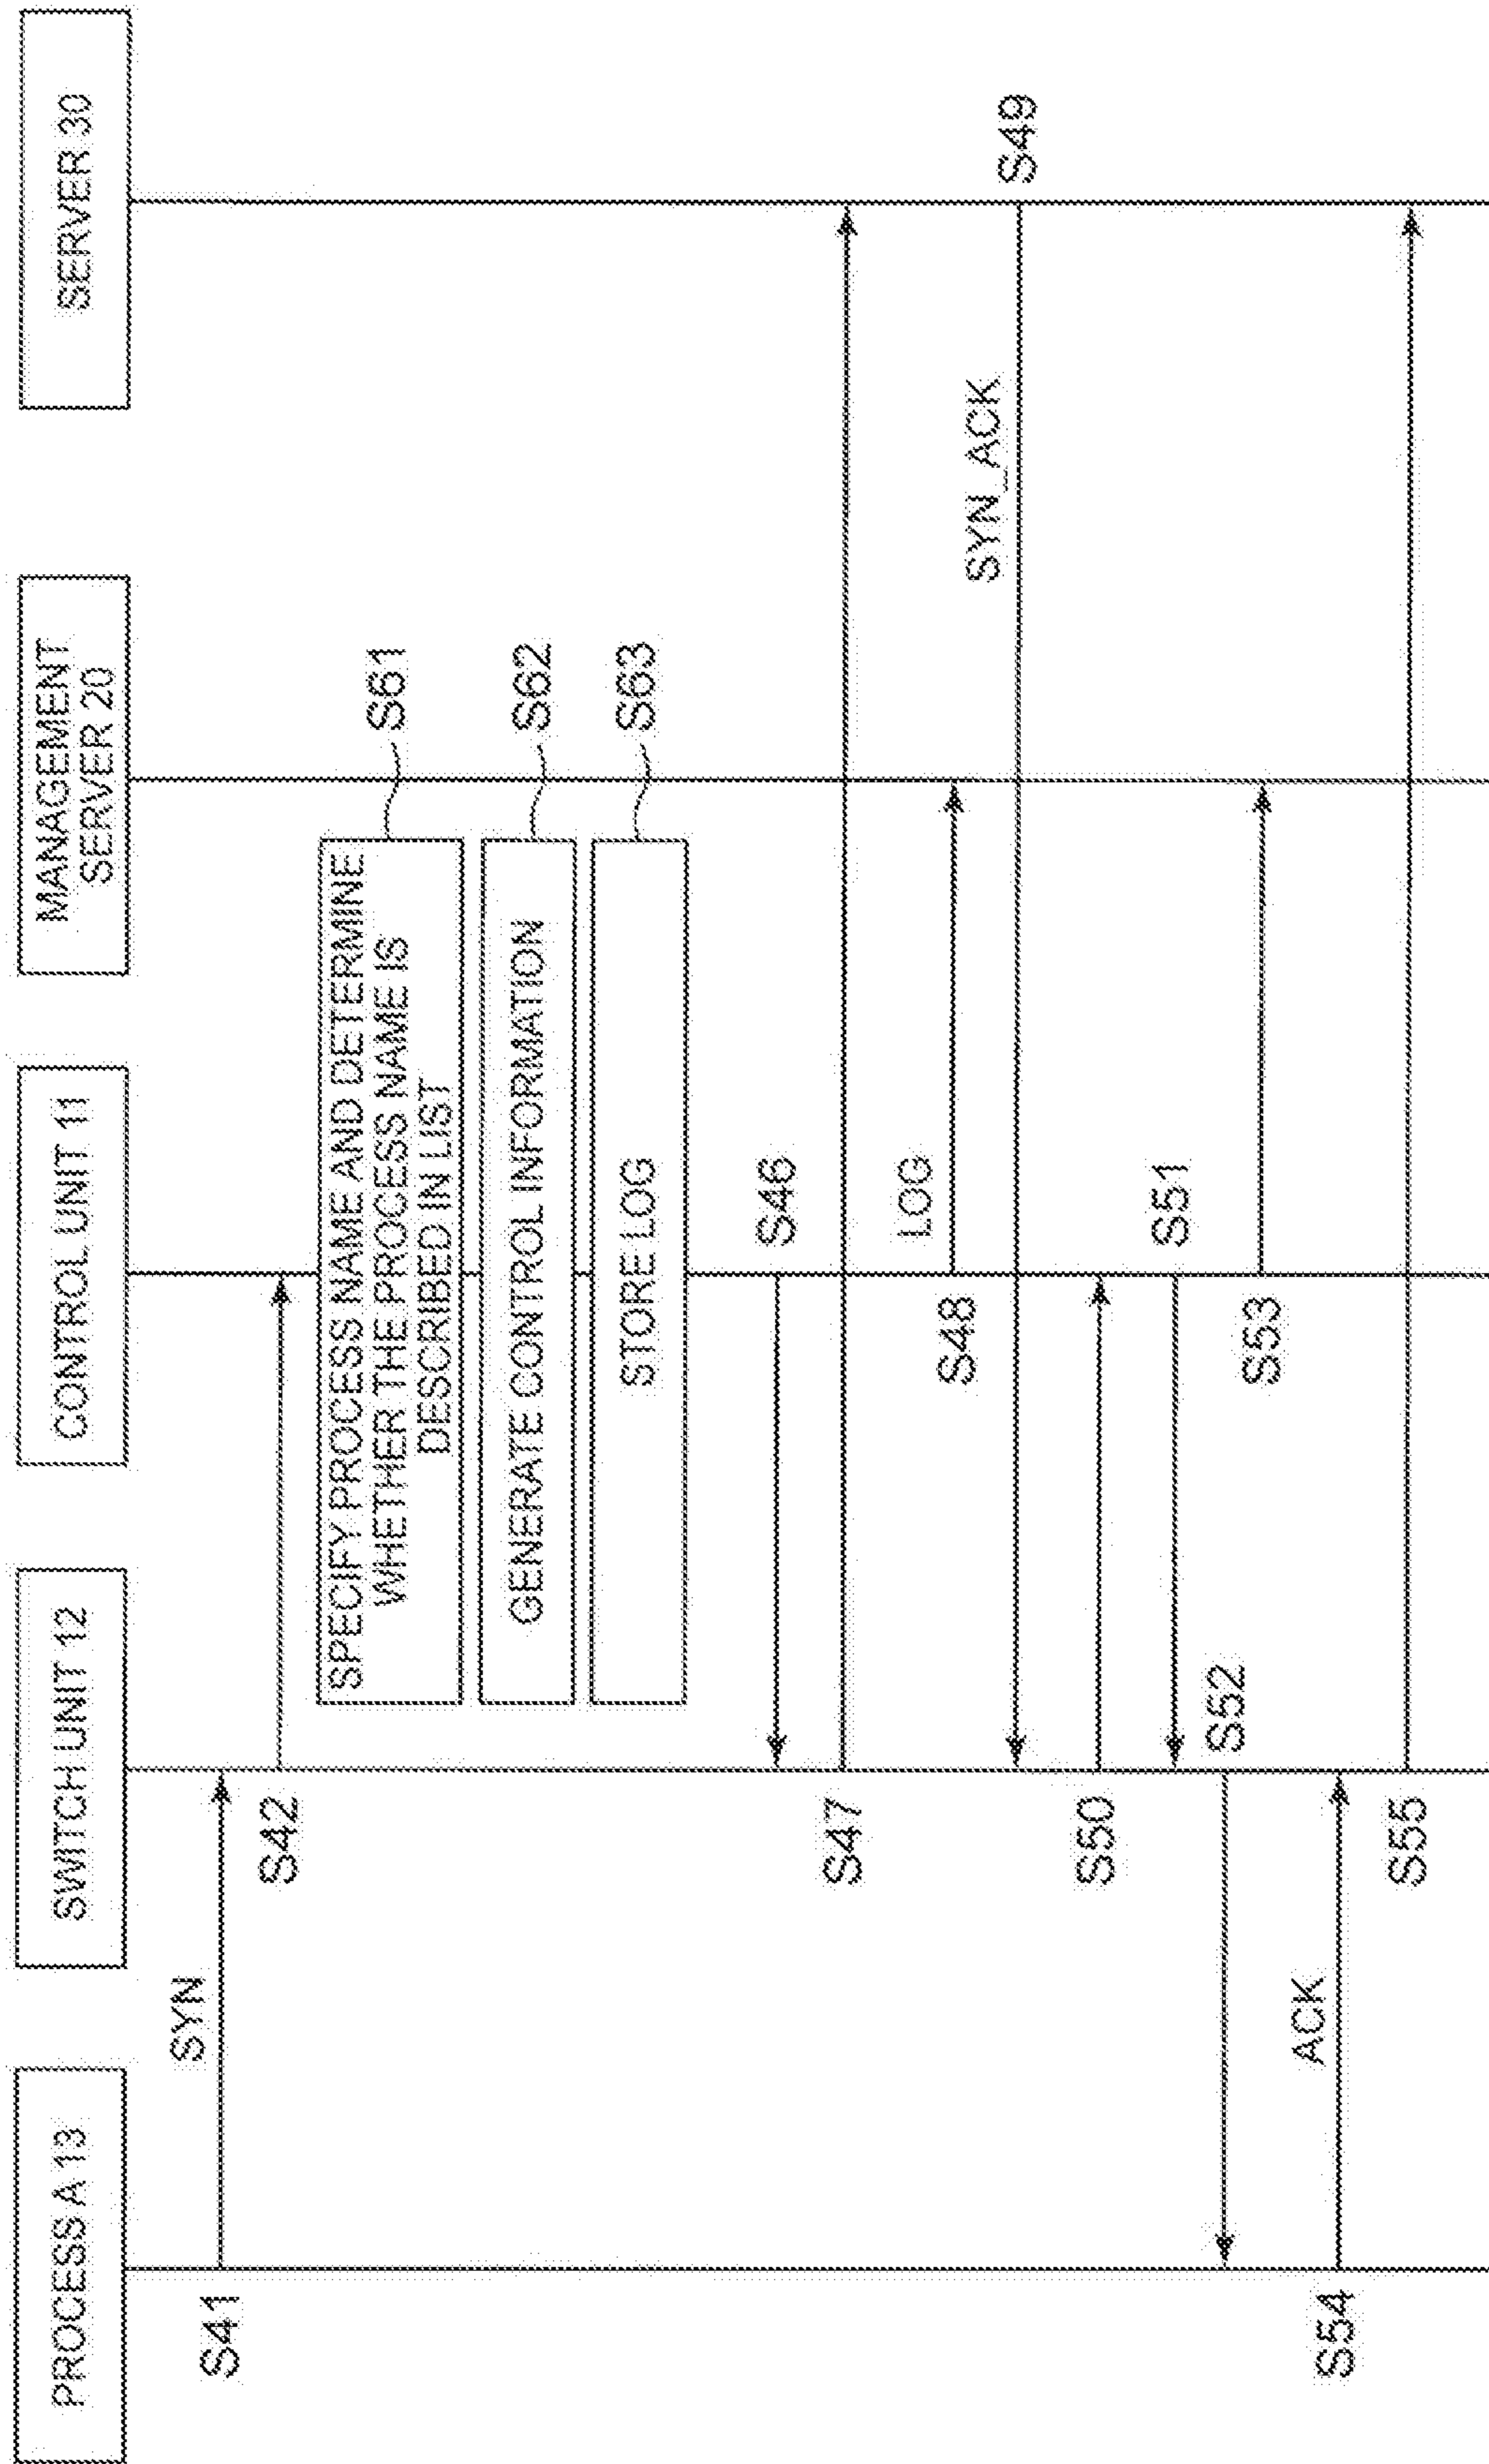 PROCESS A 13
SWITCH UNIT 12
CONTROL UNIT 11
MANAGEMENT
SERVER 20
SERVER 30
S41
SYN
S42
SPECIFY PROCESS NAME AND DETERMINE
WHETHER THE PROCESS NAME IS
DESCRIBED IN LIST
S61
GENERATE CONTROL INFORMATION
S62
STORE LOG
S63
S46
S47
LOG
S48
SYN_ACK
S49
S50
S51
S52
S53
S54
ACK
S55